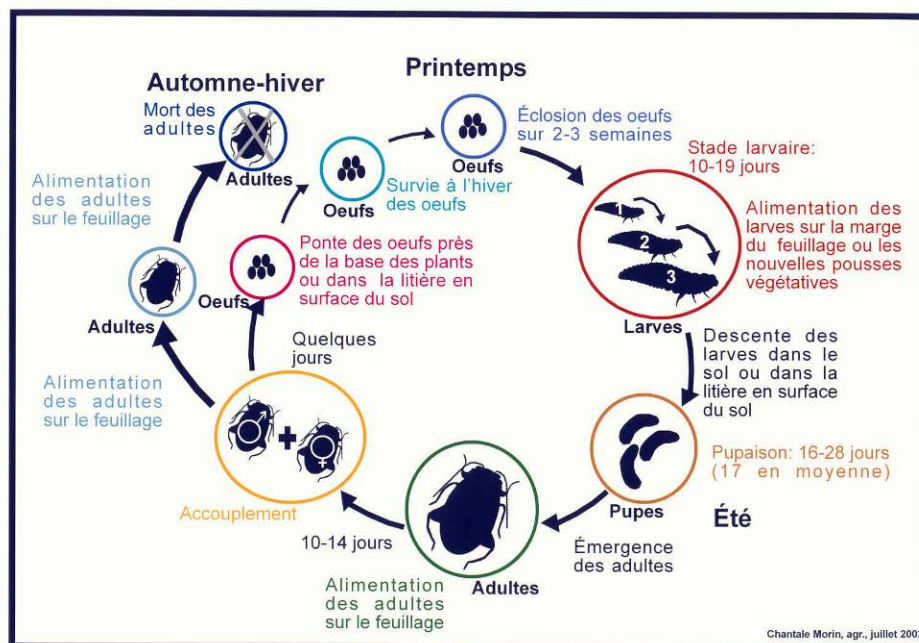 Automne-hiver
Mort des
adultes
Adultes
Printemps
Oeufs
Éclosion des oeufs
sur 2-3 semaines
Oeufs
Survie à l'hiver
des oeufs
Stade larvaire:
10-19 jours
1
2
3
Larves
Alimentation des
larves sur la marge
du feuillage ou les
nouvelles pousses
végétatives
Descente des
larves dans le
sol ou dans la
litière en surface
du sol
Pupes
Pupaison: 16-28 jours
(17 en moyenne)
Été
Émergence
des adultes
Adultes
Alimentation
des adultes
sur le feuillage
10-14 jours
Accouplement
Quelques
jours
Oeufs
Ponte des oeufs près
de la base des plants
ou dans la litière en
surface du sol
Alimentation
des adultes
sur le feuillage
Adultes
Alimentation
des adultes
sur le feuillage
Chantale Morin, agr., juillet